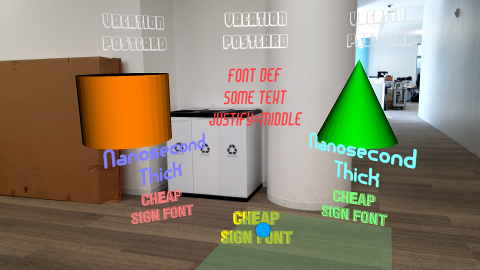 VACATION
POSTCARD
VACATION
POSTCARD
VACATION
POSTCARD
FONT DEF
SOME TEXT
JUSTIFY=MIDDLE
Nanosecond
Thick
Nanosecond
Thick
CHEAP
SIGN FONT
CHEAP
SIGN FONT
CHEAP
SIGN FONT